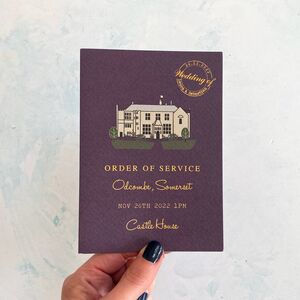 Wedding of
ORDER OF SERVICE
Odcombe, Somerset
NOV 26TH 2022 1PM
Castle House